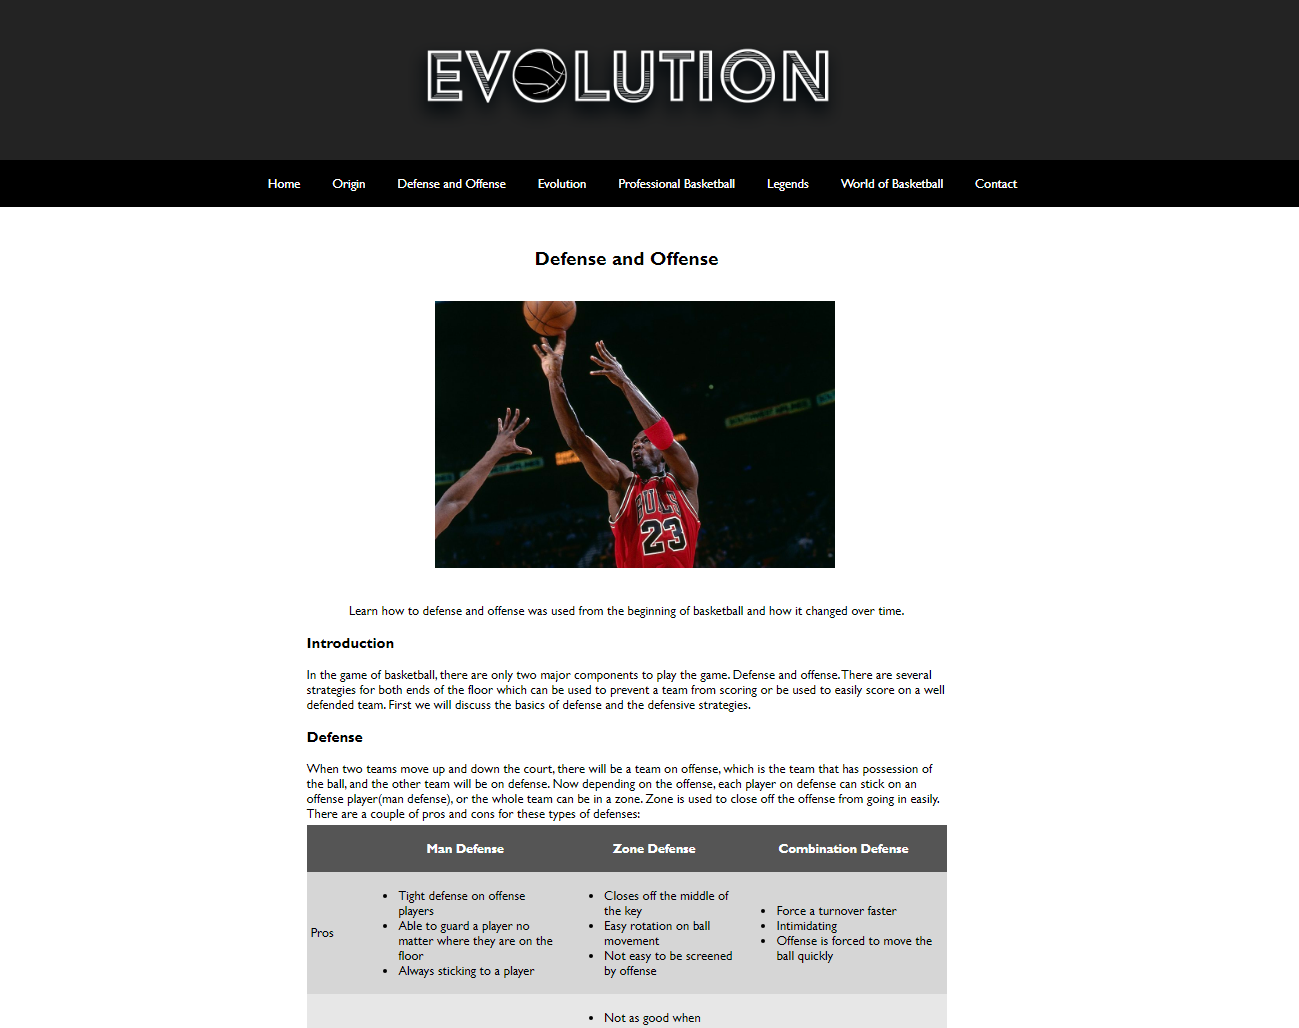 EVOLUTION
Home Origin Defense and Offense Evolution Professional Basketball Legends World of Basketball Contact
Defense and Offense
BULLS
23
Learn how to defense and offense was used from the beginning of basketball and how it changed over time.
Introduction
In the game of basketball, there are only two major components to play the game. Defense and offense. There are several
strategies for both ends of the floor which can be used to prevent a team from scoring or be used to easily score on a well
defended team. First we will discuss the basics of defense and the defensive strategies.
Defense
When two teams move up and down the court, there will be a team on offense, which is the team that has possession of
the ball, and the other team will be on defense. Now depending on the offense, each player on defense can stick on an
offense player(man defense), or the whole team can be in a zone. Zone is used to close off the offense from going in easily.
There are a couple of pros and cons for these types of defenses:
Man Defense Zone Defense Combination Defense
Pros
Tight defense on offense
players
Able to guard a player no
matter where they are on the
floor
Always sticking to a player
Closes off the middle of
the key
Easy rotation on ball
movement
Not easy to be screened
by offense
Force a turnover faster
Intimidating
Offense is forced to move the
ball quickly
Not as good when